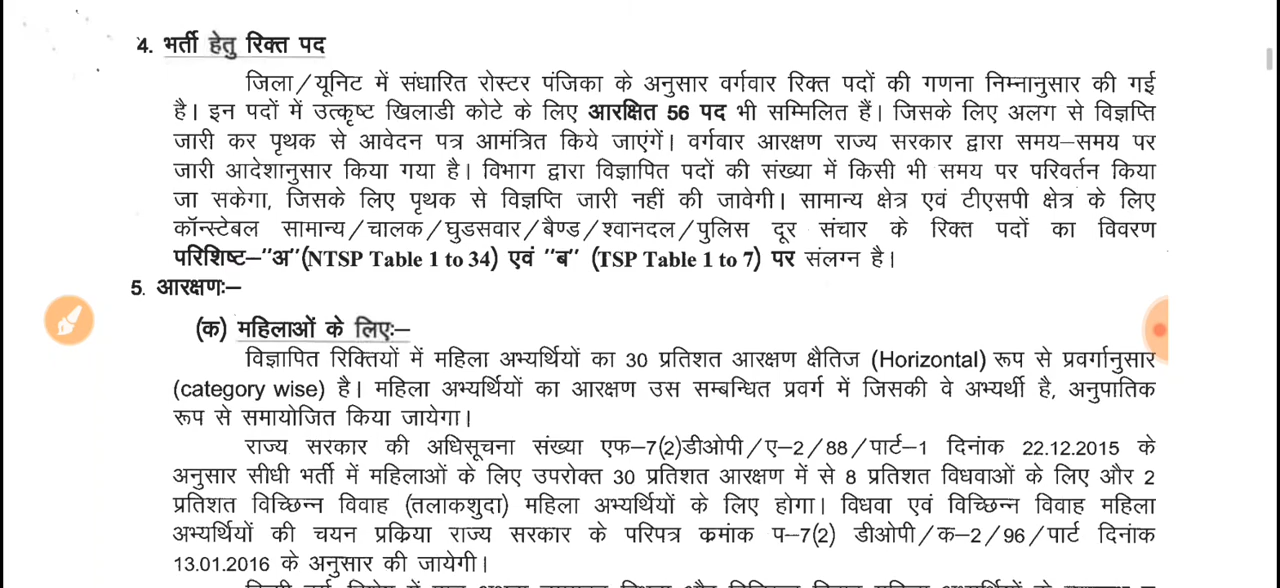 4. भर्ती हेतु रिक्त पद
जिला/यूनिट में संधारित रोस्टर पंजिका के अनुसार वर्गवार रिक्त पदों की गणना निम्नानुसार की गई
है। इन पदों में उत्कृष्ट खिलाडी कोटे के लिए आरक्षित 56 पद भी सम्मिलित हैं। जिसके लिए अलग से विज्ञप्ति
जारी कर पृथक से आवेदन पत्र आमंत्रित किये जाएंगें। वर्गवार आरक्षण राज्य सरकार द्वारा समय–समय पर
जारी आदेशानुसार किया गया है। विभाग द्वारा विज्ञापित पदों की संख्या में किसी भी समय पर परिवर्तन किया
जा सकेगा, जिसके लिए पृथक से विज्ञप्ति जारी नहीं की जावेगी। सामान्य क्षेत्र एवं टीएसपी क्षेत्र के लिए
कॉन्स्टेबल सामान्य/चालक/घुडसवार/बैण्ड/श्वानदल/पुलिस दूर संचार के रिक्त पदों का विवरण
परिशिष्ट–"अ"(NTSP Table 1 to 34) एवं "ब" (TSP Table 1 to 7) पर संलग्न है।
5. आरक्षणः–
(क) महिलाओं के लिएः–
विज्ञापित रिक्तियों में महिला अभ्यर्थियों का 30 प्रतिशत आरक्षण क्षैतिज (Horizontal) रूप से प्रवर्गानुसार
(category wise) है। महिला अभ्यर्थियों का आरक्षण उस सम्बन्धित प्रवर्ग में जिसकी वे अभ्यर्थी है, अनुपातिक
रूप से समायोजित किया जायेगा।
राज्य सरकार की अधिसूचना संख्या एफ–7(2)डीओपी/ए–2/88/पार्ट–1 दिनांक 22.12.2015 के
अनुसार सीधी भर्ती में महिलाओं के लिए उपरोक्त 30 प्रतिशत आरक्षण में से 8 प्रतिशत विधवाओं के लिए और 2
प्रतिशत विच्छिन्न विवाह (तलाकशुदा) महिला अभ्यर्थियों के लिए होगा। विधवा एवं विच्छिन्न विवाह महिला
अभ्यर्थियों की चयन प्रक्रिया राज्य सरकार के परिपत्र कमांक प–7(2) डीओपी/क–2/96/पार्ट दिनांक
13.01.2016 के अनुसार की जायेगी।